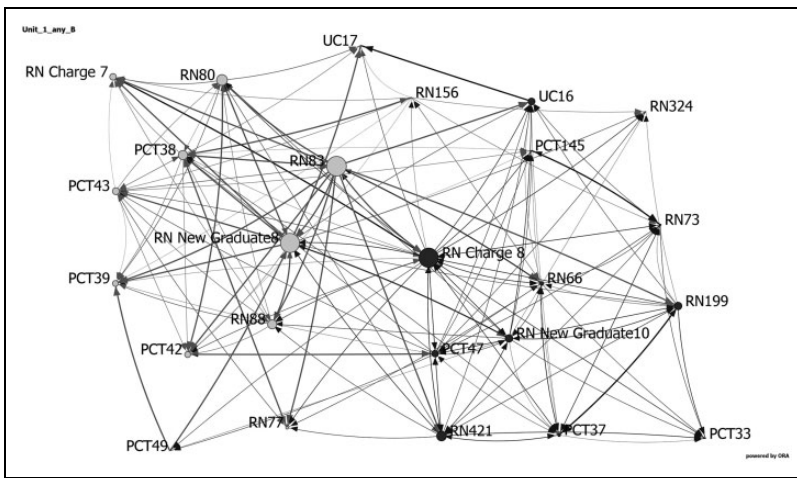 Unit_1_any_B
UC17
RN Charge 7
RN80
RN156
UC16
RN324
PCT38
RN83
PCT145
PCT43
RN73
RN New Graduate8
RN Charge 8
PCT39
RN66
RN199
RN88
RN New Graduate10
PCT42
PCT47
RN77
RN421
PCT37
PCT33
PCT49
powered by ORA